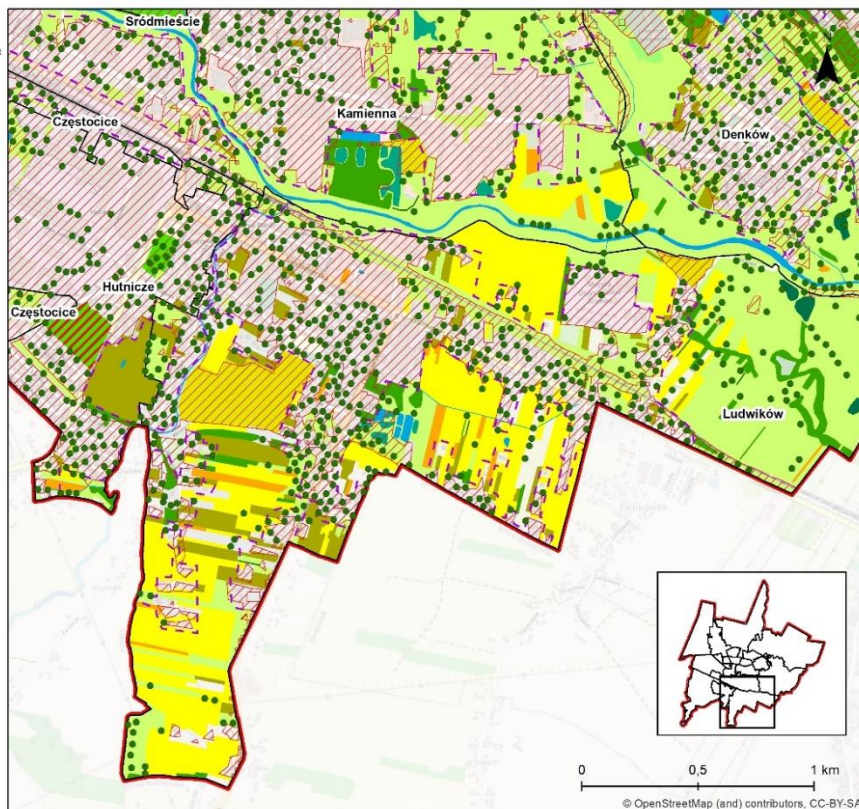 Śródmieście
Częstocice
Kamienna
Denków
Hutnicze
Częstocice
Ludwików
0
0,5
1 km
© OpenStreetMap (and) contributors, CC-BY-SA